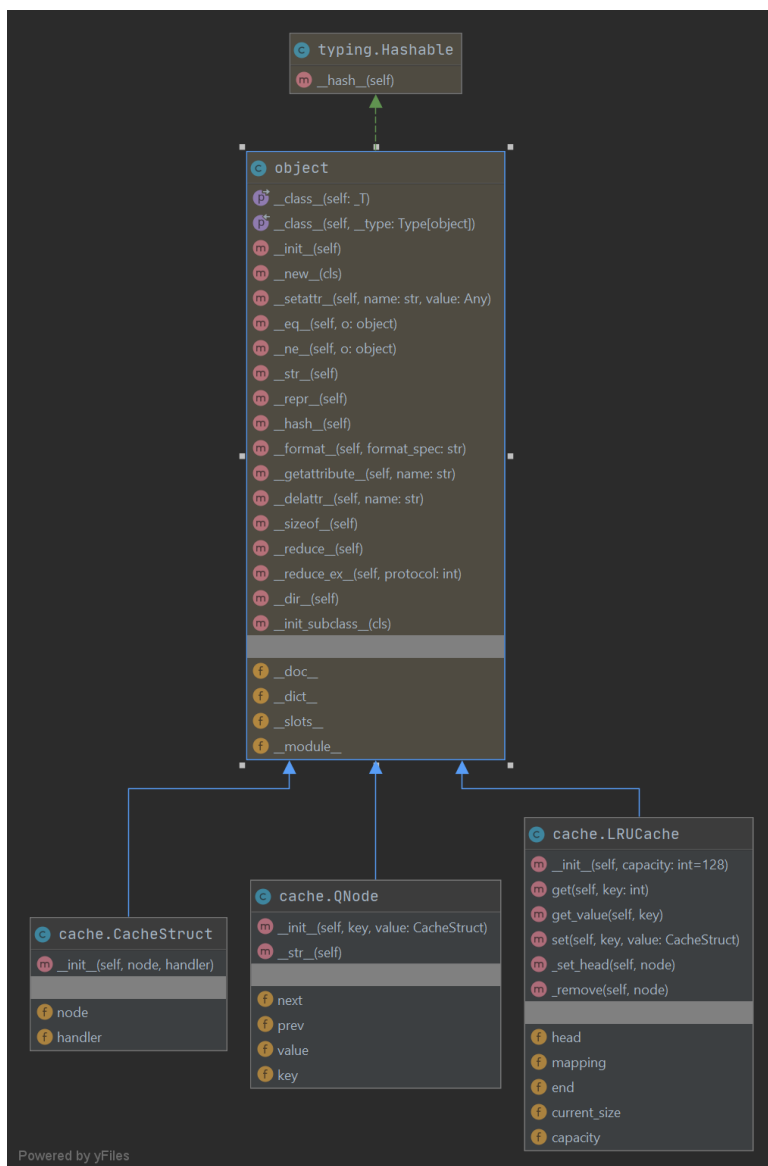 typing.Hashable
__hash__(self)
object
__class__(self: _T)
__class__(self, __type: Type[object])
__init__(self)
__new__(cls)
__setattr__(self, name: str, value: Any)
__eq__(self, o: object)
__ne__(self, o: object)
__str__(self)
__repr__(self)
__hash__(self)
__format__(self, format_spec: str)
__getattribute__(self, name: str)
__delattr__(self, name: str)
__sizeof__(self)
__reduce__(self)
__reduce_ex__(self, protocol: int)
__dir__(self)
__init_subclass__(cls)
__doc__
__dict__
__slots__
__module__
cache.CacheStruct
__init__(self, node, handler)
node
handler
cache.QNode
__init__(self, key, value: CacheStruct)
__str__(self)
next
prev
value
key
cache.LRUCache
__init__(self, capacity: int=128)
get(self, key: int)
get_value(self, key)
set(self, key, value: CacheStruct)
_set_head(self, node)
_remove(self, node)
head
mapping
end
current_size
capacity
Powered by yFiles